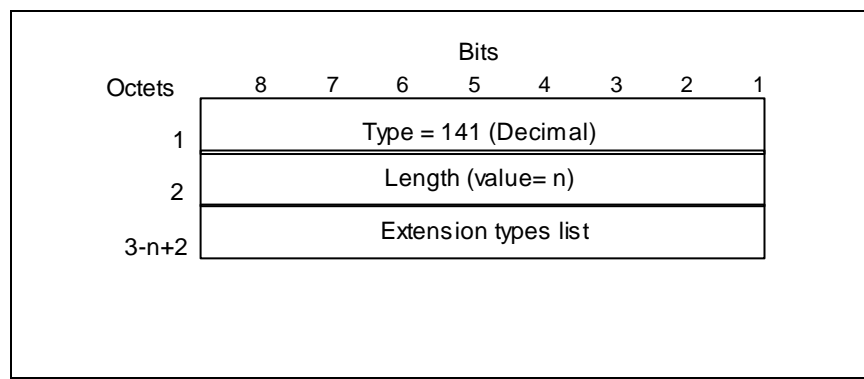 Bits
Octets 8 7 6 5 4 3 2 1
1 Type = 141 (Decimal)
2 Length (value= n)
3-n+2 Extension types list